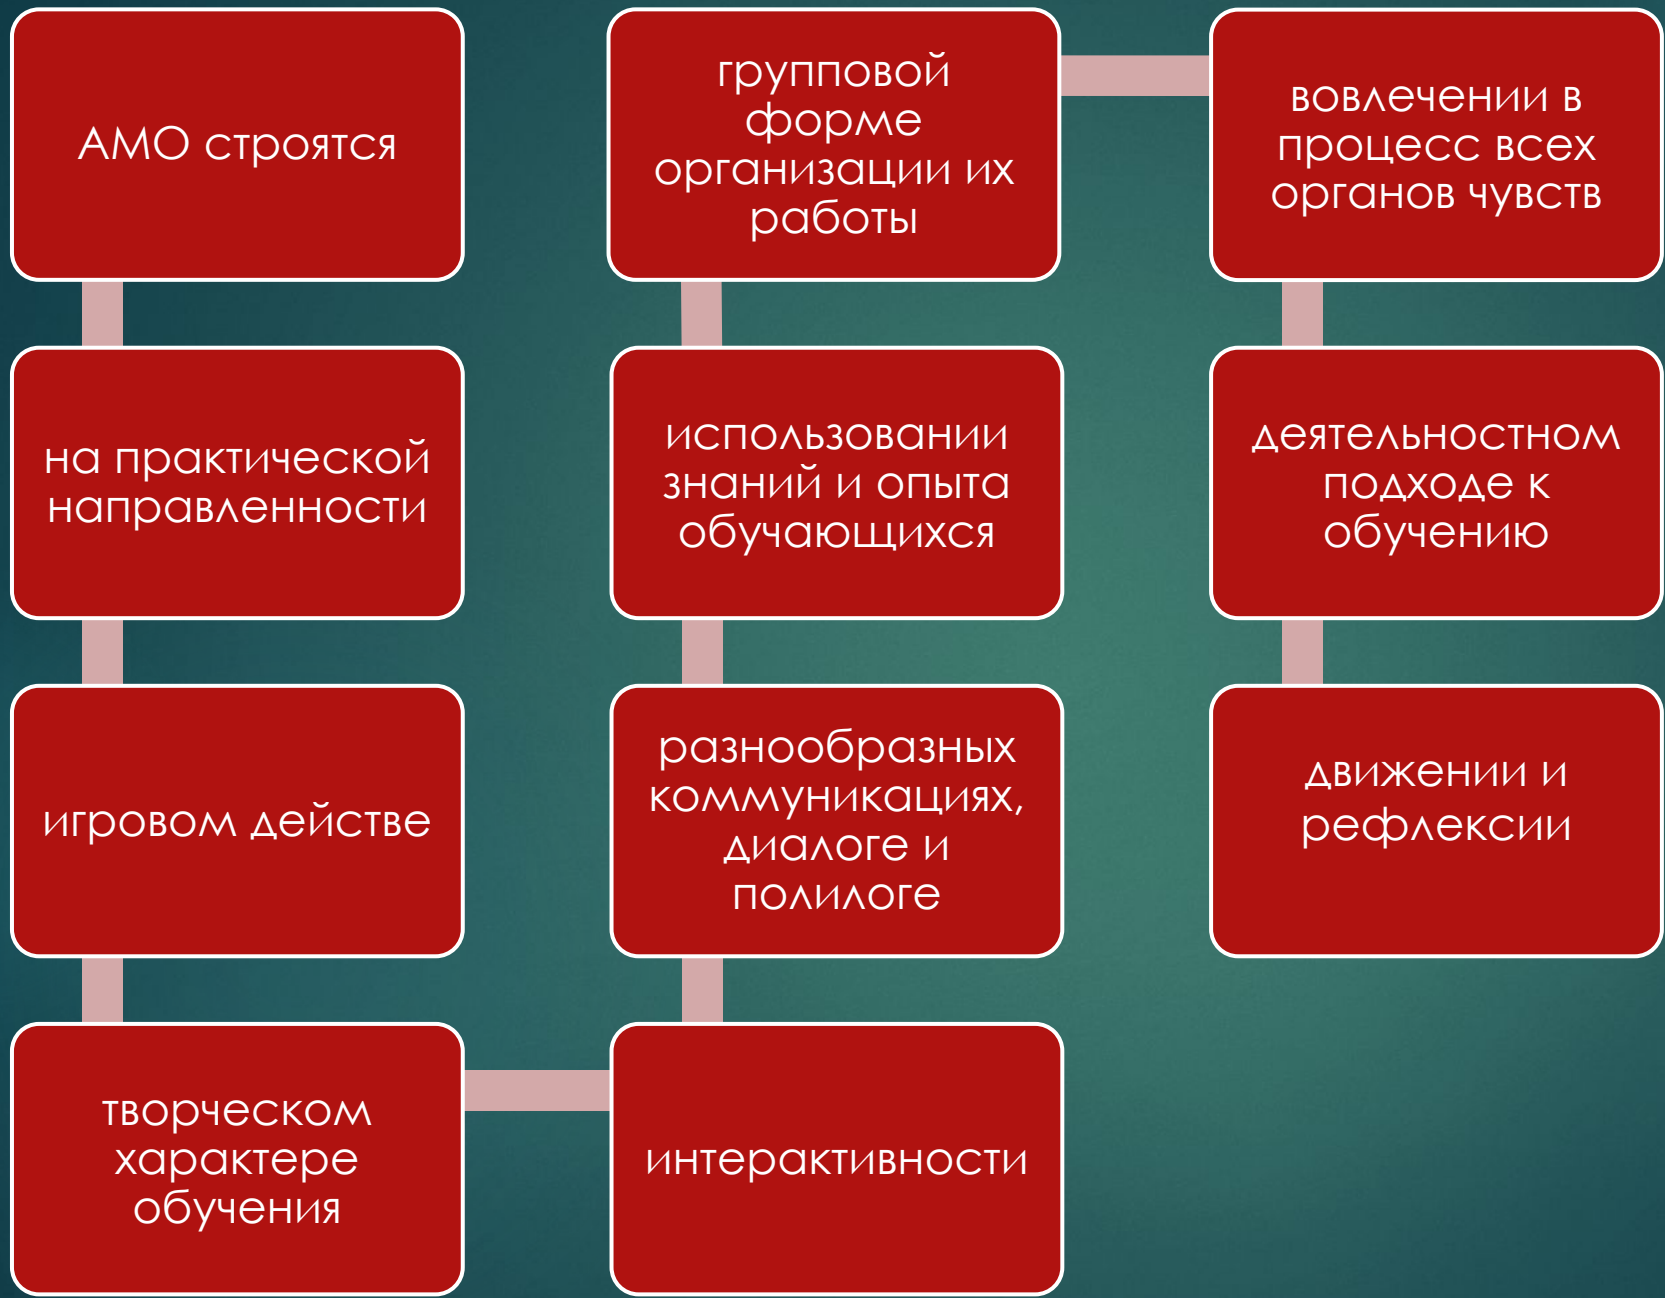 АМО строятся
на практической
направленности
игровом действе
творческом
характере
обучения
интерактивности
разнообразных
коммуникациях,
диалоге и
полилоге
использовании
знаний и опыта
обучающихся
групповой
форме
организации их
работы
вовлечении в
процесс всех
органов чувств
деятельностном
подходе к
обучению
движении и
рефлексии